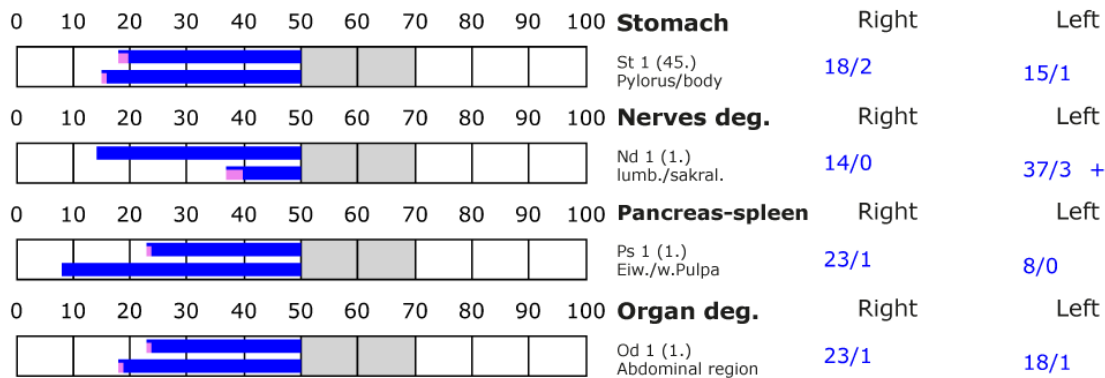 0 10 20 30 40 50 60 70 80 90 100 Stomach Right Left
St 1 (45.)
Pylorus/body
18/2 15/1
0 10 20 30 40 50 60 70 80 90 100 Nerves deg. Right Left
Nd 1 (1.)
lumb./sakral.
14/0 37/3 +
0 10 20 30 40 50 60 70 80 90 100 Pancreas-spleen Right Left
Ps 1 (1.)
Eiw./w.Pulpa
23/1 8/0
0 10 20 30 40 50 60 70 80 90 100 Organ deg. Right Left
Od 1 (1.)
Abdominal region
23/1 18/1